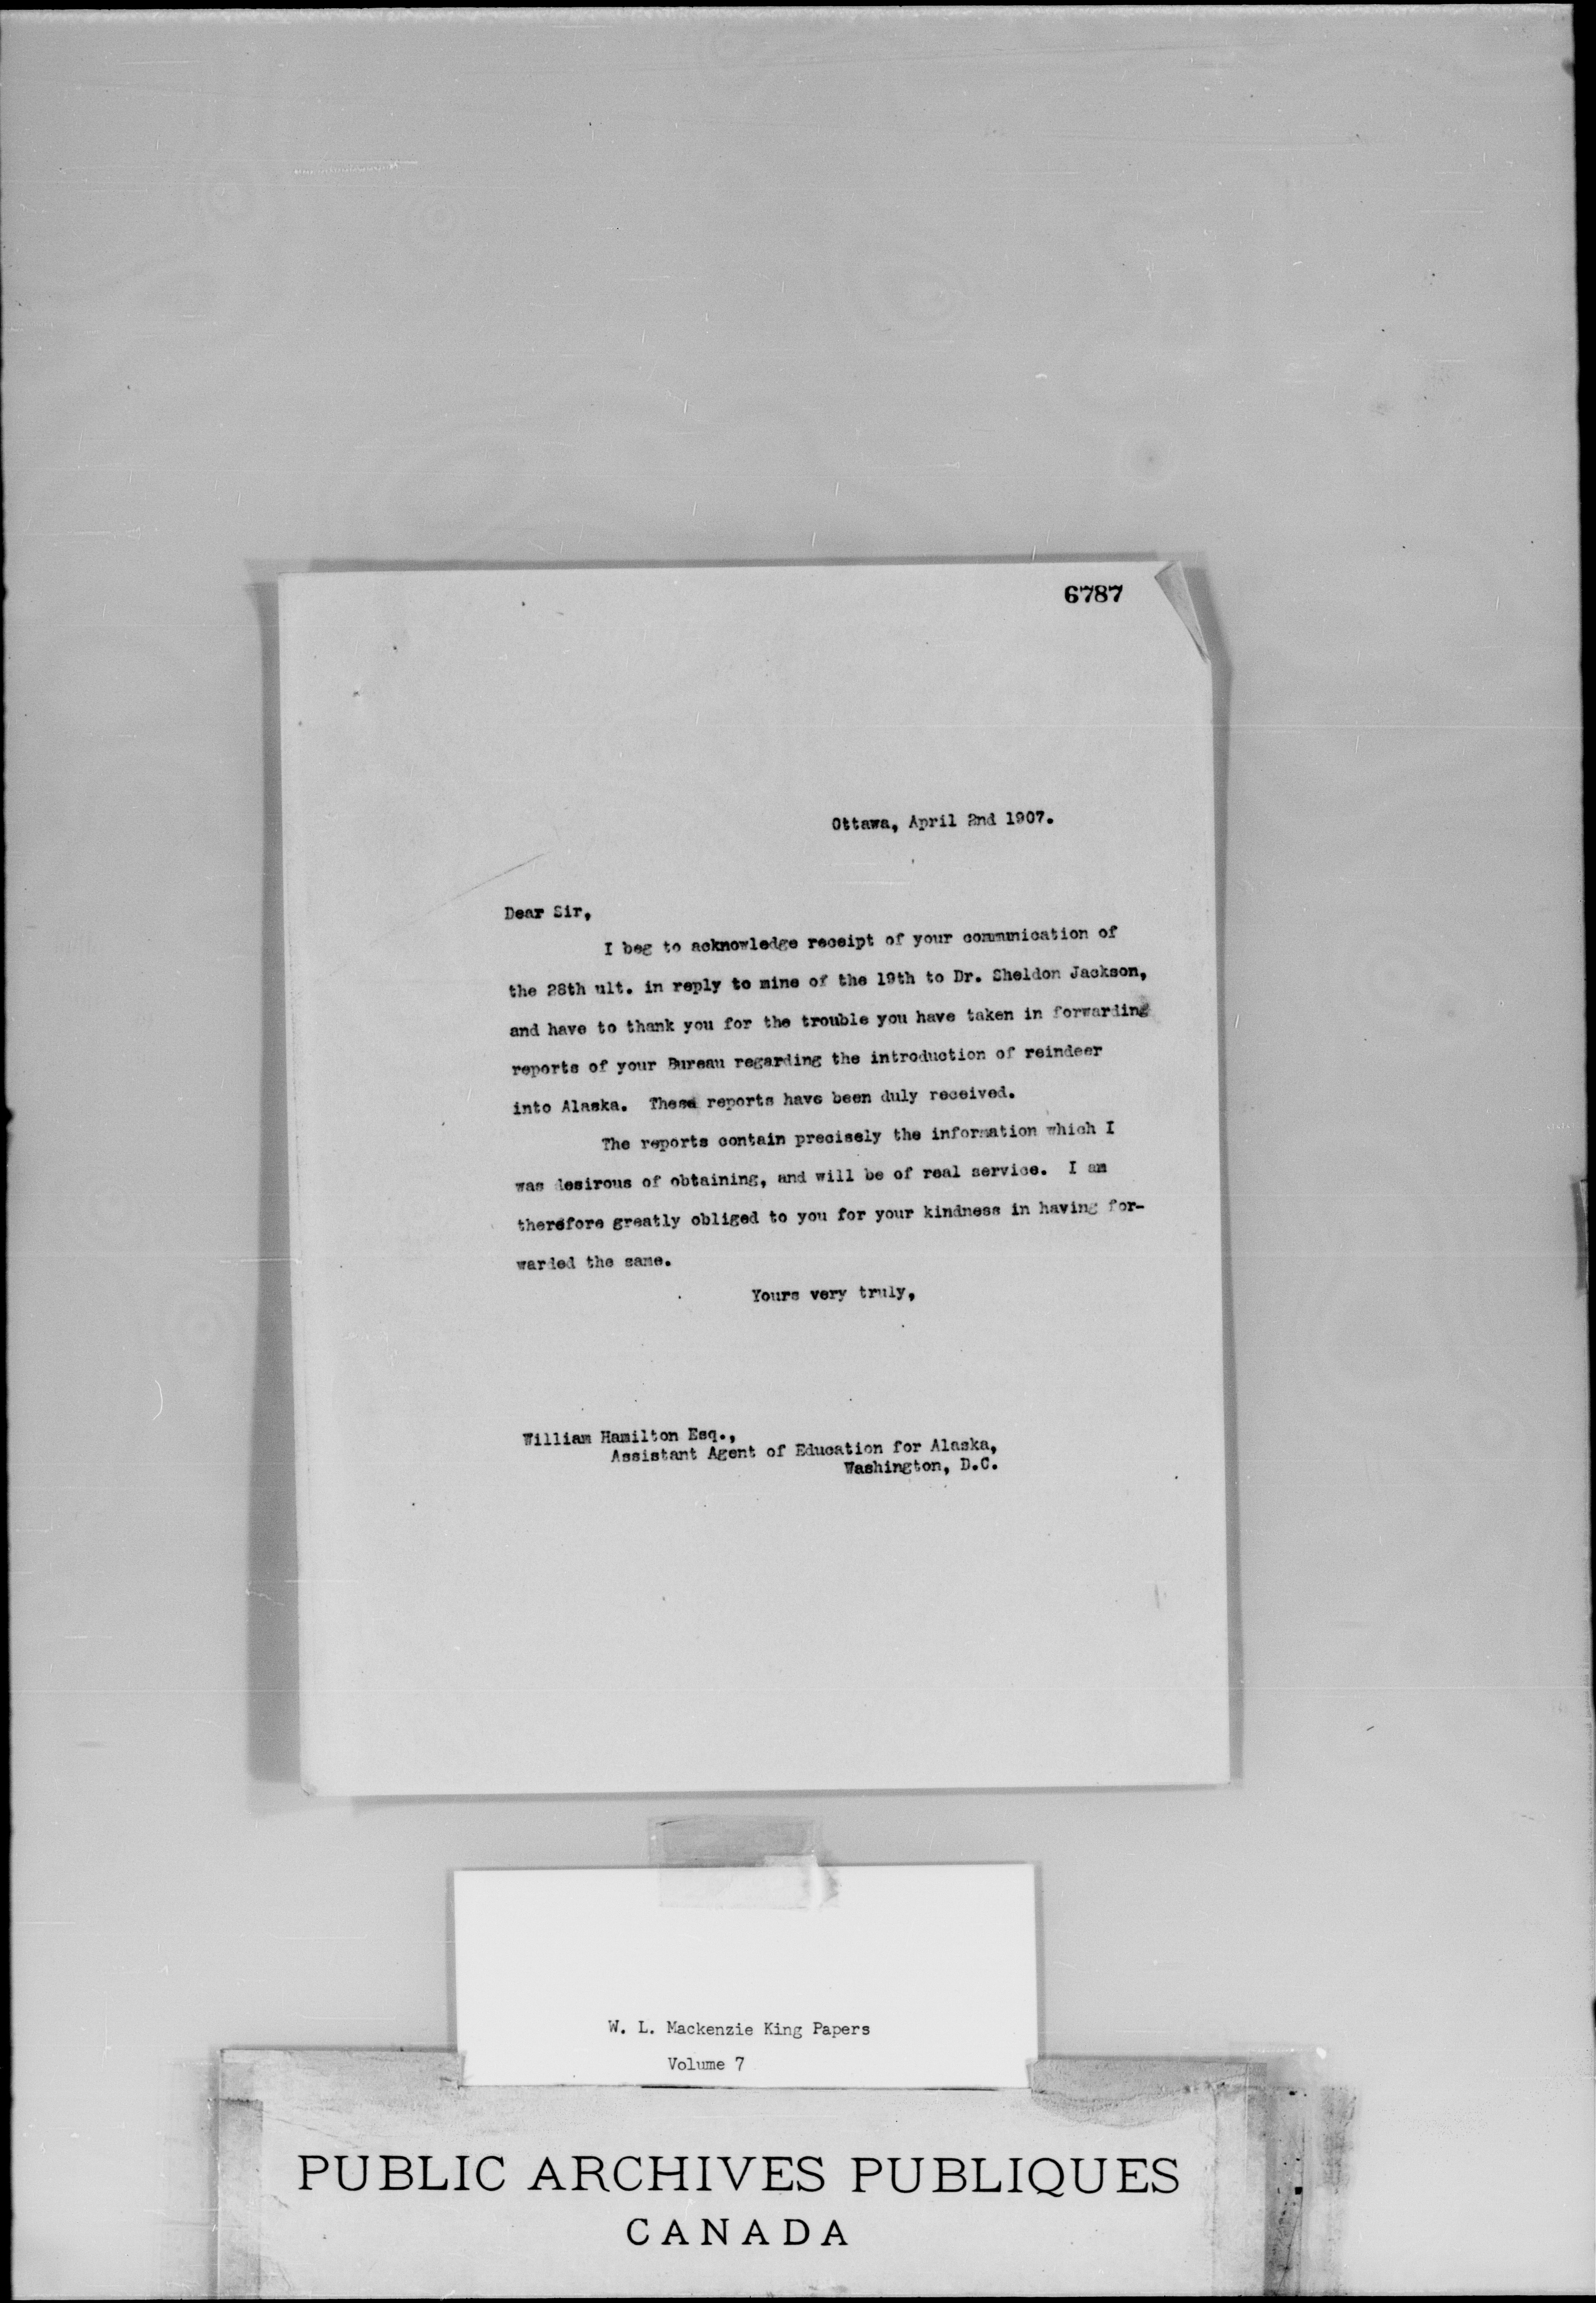 6787
Ottawa, April 2nd 1907.
Dear Sir,
I beg to acknowledge receipt of your communication of
the 28th ult. in reply to mine of the 19th to Dr. Sheldon Jackson,
and have to thank you for the trouble you have taken in forwarding
reports of your Bureau regarding the introduction of reindeer
into Alaska. These reports have been duly received.
The reports contain precisely the information which I
was desirous of obtaining, and will be of real service. I am
therefore greatly obliged to you for your kindness in having for-
warded the same.
Yours very truly,
William Hamilton Esq.,
Assistant Agent of Education for Alaska,
Washington, D.C.
W. L. Mackenzie King Papers
Volume 7
PUBLIC ARCHIVES PUBLIQUES
CANADA